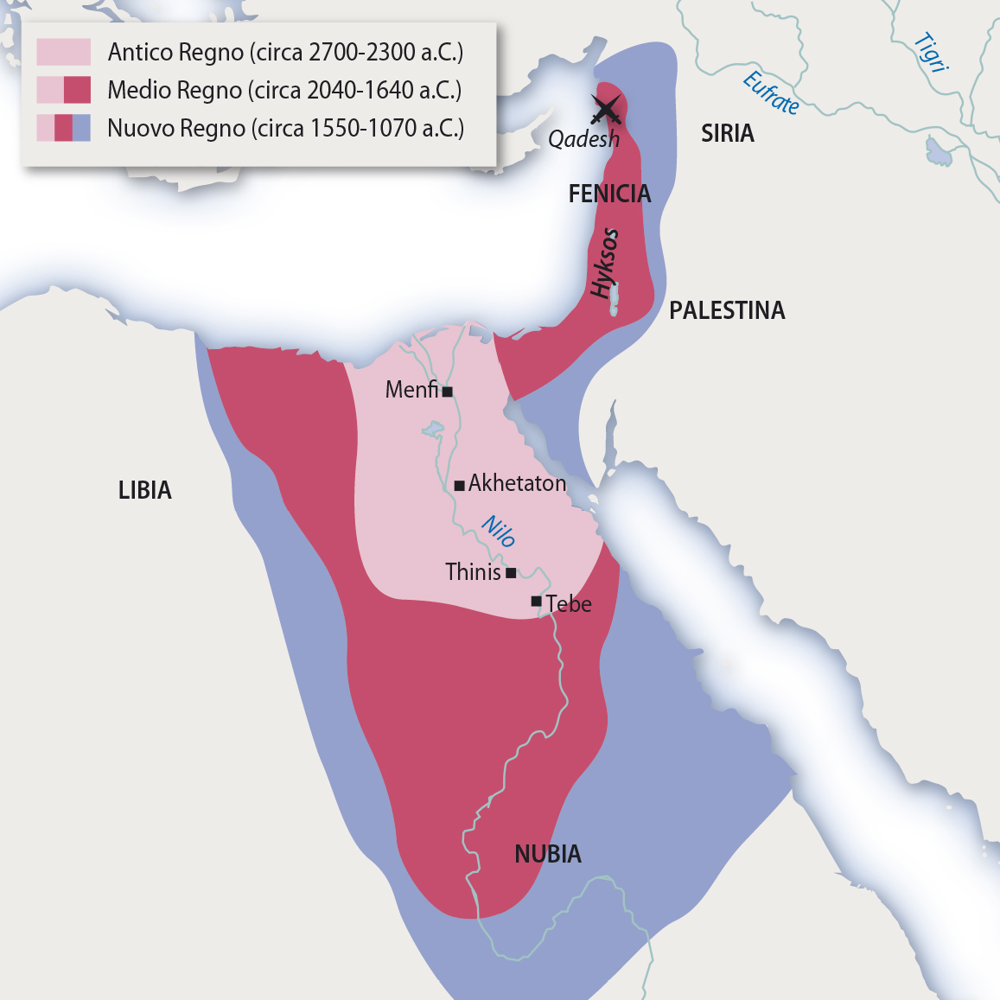 Antico Regno (circa 2700-2300 a.C.)
Medio Regno (circa 2040-1640 a.C.)
Nuovo Regno (circa 1550-1070 a.C.)
Tigri
Eufrate
SIRIA
Qadesh
FENICIA
Hyksos
PALESTINA
Menfi
LIBIA
Akhetaton
Nilo
Thinis
Tebe
NUBIA